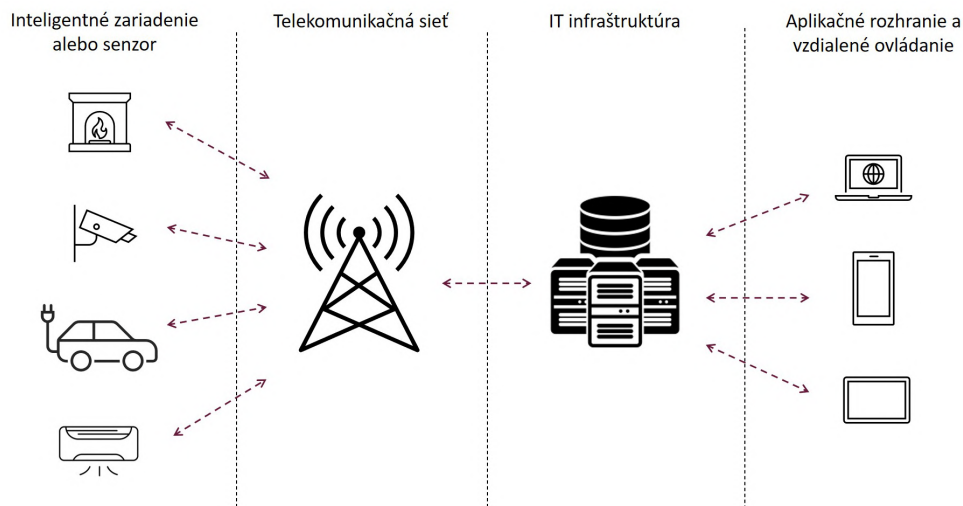 Inteligentné zariadenie
alebo senzor
Telekomunikačná sieť
IT infraštruktúra
Aplikačné rozhranie a
vzdialené ovládanie